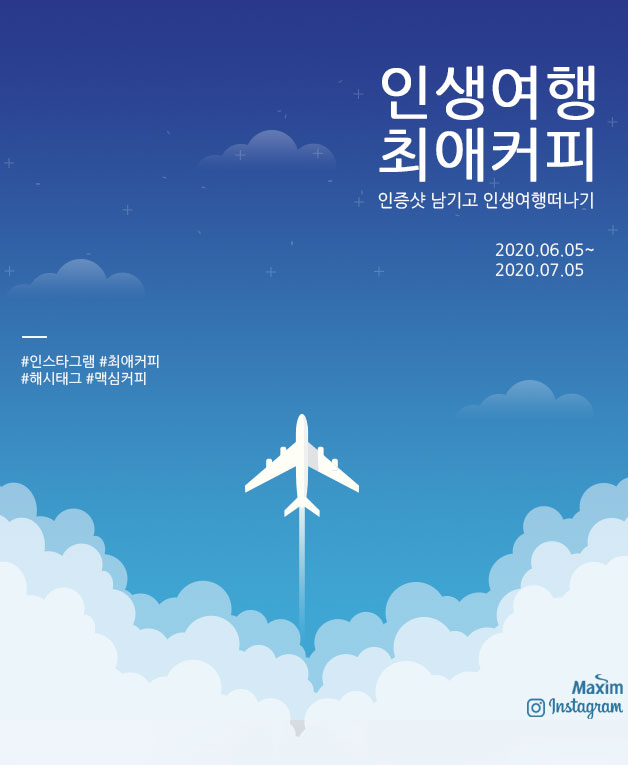 인생여행
최애커피
인증샷 남기고 인생여행떠나기
2020.06.05~
2020.07.05
#인스타그램 #최애커피
#해시태그 #맥심커피
Maxim
Instagram